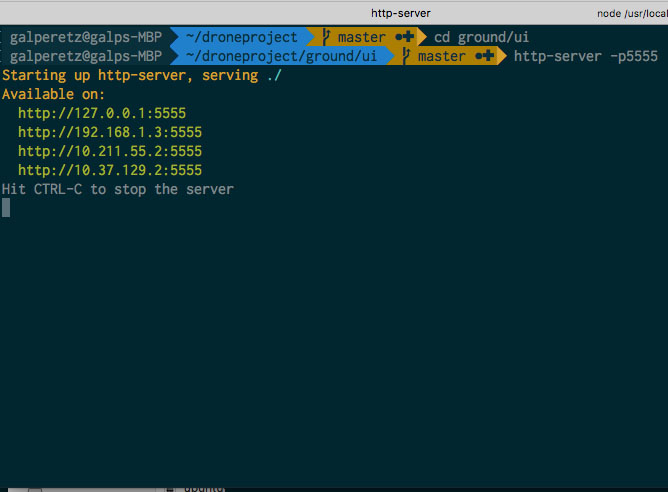 http-server
node /usr/local
galperetz@galps-MBP ~/droneproject master ●✚ cd ground/ui
galperetz@galps-MBP ~/droneproject/ground/ui master ●✚ http-server -p5555
Starting up http-server, serving ./
Available on:
http://127.0.0.1:5555
http://192.168.1.3:5555
http://10.211.55.2:5555
http://10.37.129.2:5555
Hit CTRL-C to stop the server